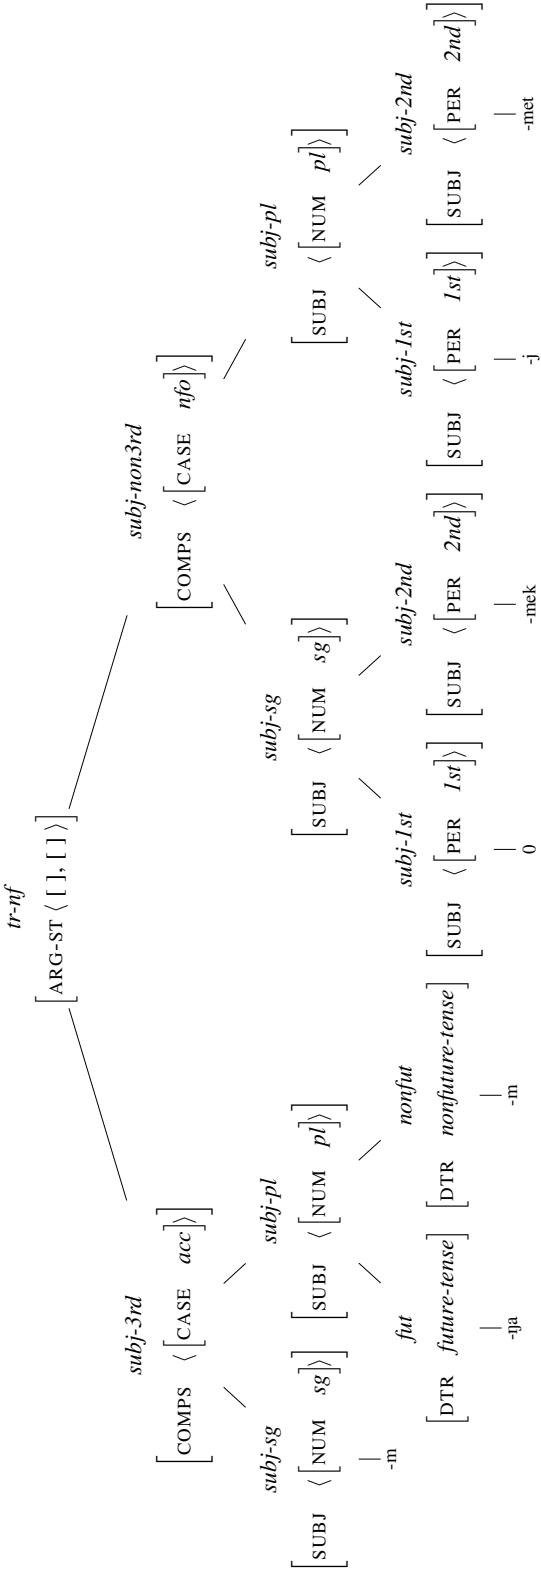 tr-nf
[ARG-ST ⟨ [ ], [ ] ⟩]
subj-3rd subj-non3rd
[COMPS ⟨[CASE acc]⟩] [COMPS ⟨[CASE nfo]⟩]
subj-sg subj-pl subj-sg subj-pl
[SUBJ ⟨[NUM sg]⟩] [SUBJ ⟨[NUM pl]⟩] [SUBJ ⟨[NUM sg]⟩] [SUBJ ⟨[NUM pl]⟩]
-m fut nonfut subj-1st subj-2nd subj-1st subj-2nd
[DTR future-tense] [DTR nonfuture-tense] [SUBJ ⟨[PER 1st]⟩] [SUBJ ⟨[PER 2nd]⟩] [SUBJ ⟨[PER 1st]⟩] [SUBJ ⟨[PER 2nd]⟩]
-ŋa -m 0 -mek -j -met